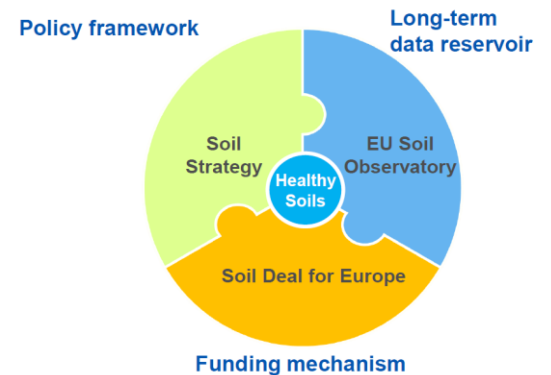 Policy framework
Long-term
data reservoir
Soil
Strategy
EU Soil
Observatory
Healthy
Soils
Soil Deal for Europe
Funding mechanism